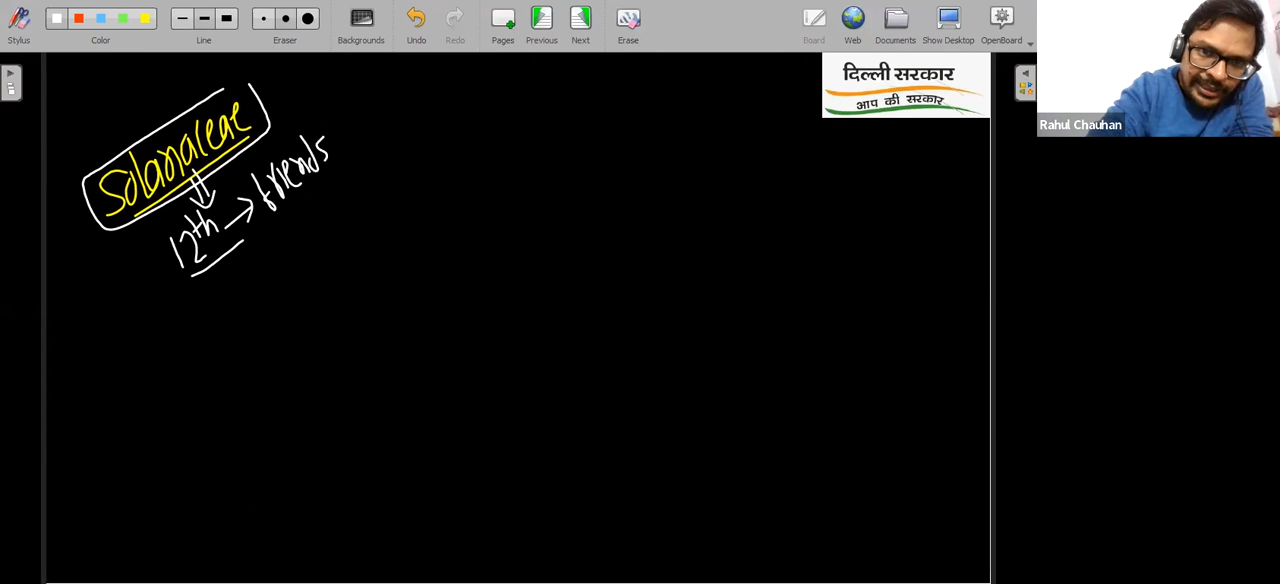 Stylus
Color
Line
Eraser
Backgrounds
Undo
Redo
Pages
Previous
Next
Erase
Board
Web
Documents
Show Desktop
OpenBoard
दिल्ली सरकार
आप की सरकार
Rahul Chauhan
Solanaceae
12th → friends